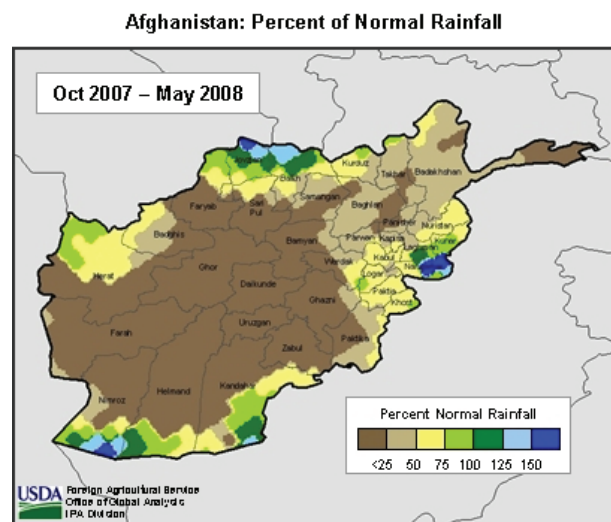 Afghanistan: Percent of Normal Rainfall
Oct 2007 – May 2008
Jawzjan
Balkh
Kunduz
Takhar
Badakhshan
Faryab
Sari
Pul
Samangan
Baghlan
Panjsher
Nuristan
Badghis
Bamyan
Parwan
Kapisa
Laghman
Kunar
Herat
Ghor
Wardak
Kabul
Nan
Logar
Daikunde
Paktia
Ghazni
Khost
Farah
Uruzgan
Zabul
Paktika
Nimroz
Helmand
Kandahar
Percent Normal Rainfall
<25 50 75 100 125 150
USDA
Foreign Agricultural Service
Office of Global Analysis
IPA Division